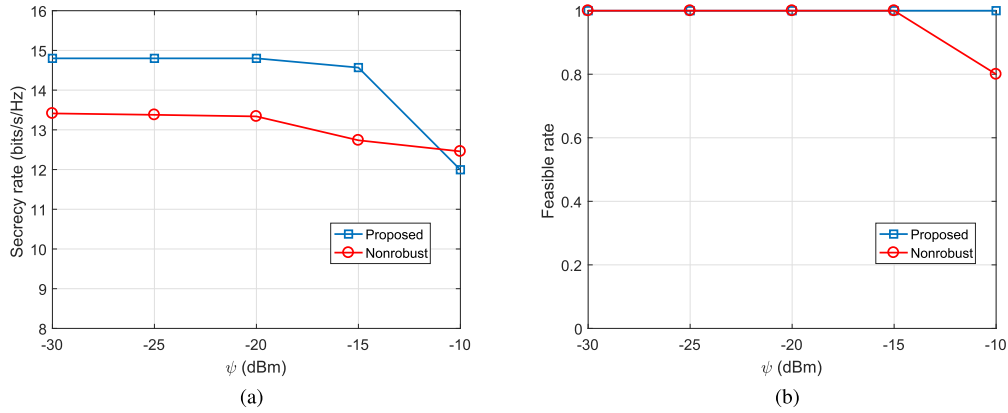 16
15
14
13
12
11
10
9
8
Secrecy rate (bits/s/Hz)
-30 -25 -20 -15 -10
ψ (dBm)
Proposed
Nonrobust
(a)
1
0.8
0.6
0.4
0.2
0
Feasible rate
-30 -25 -20 -15 -10
ψ (dBm)
Proposed
Nonrobust
(b)